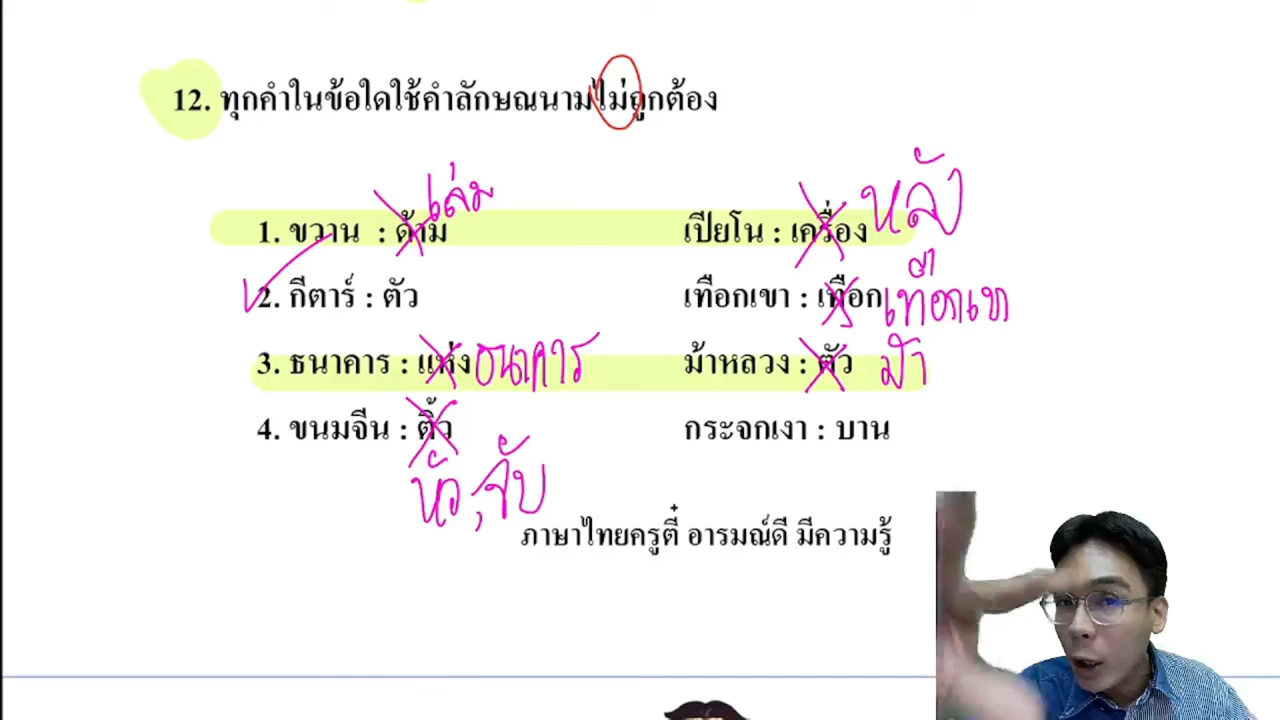 12. ทุกคำในข้อใดใช้คำลักษณนามไม่ถูกต้อง
เล่ม หลัง
1. ขวาน : ด้าม เปียโน : เครื่อง
2. กีตาร์ : ตัว เทือกเขา : เทือก เทือกเขา
3. ธนาคาร : แห่ง ธนาคาร ม้าหลวง : ตัว ม้า
4. ขนมจีน : ติ้ว กระจกเงา : บาน
หัว , จับ
ภาษาไทยครูตี๋ อารมณ์ดี มีความรู้